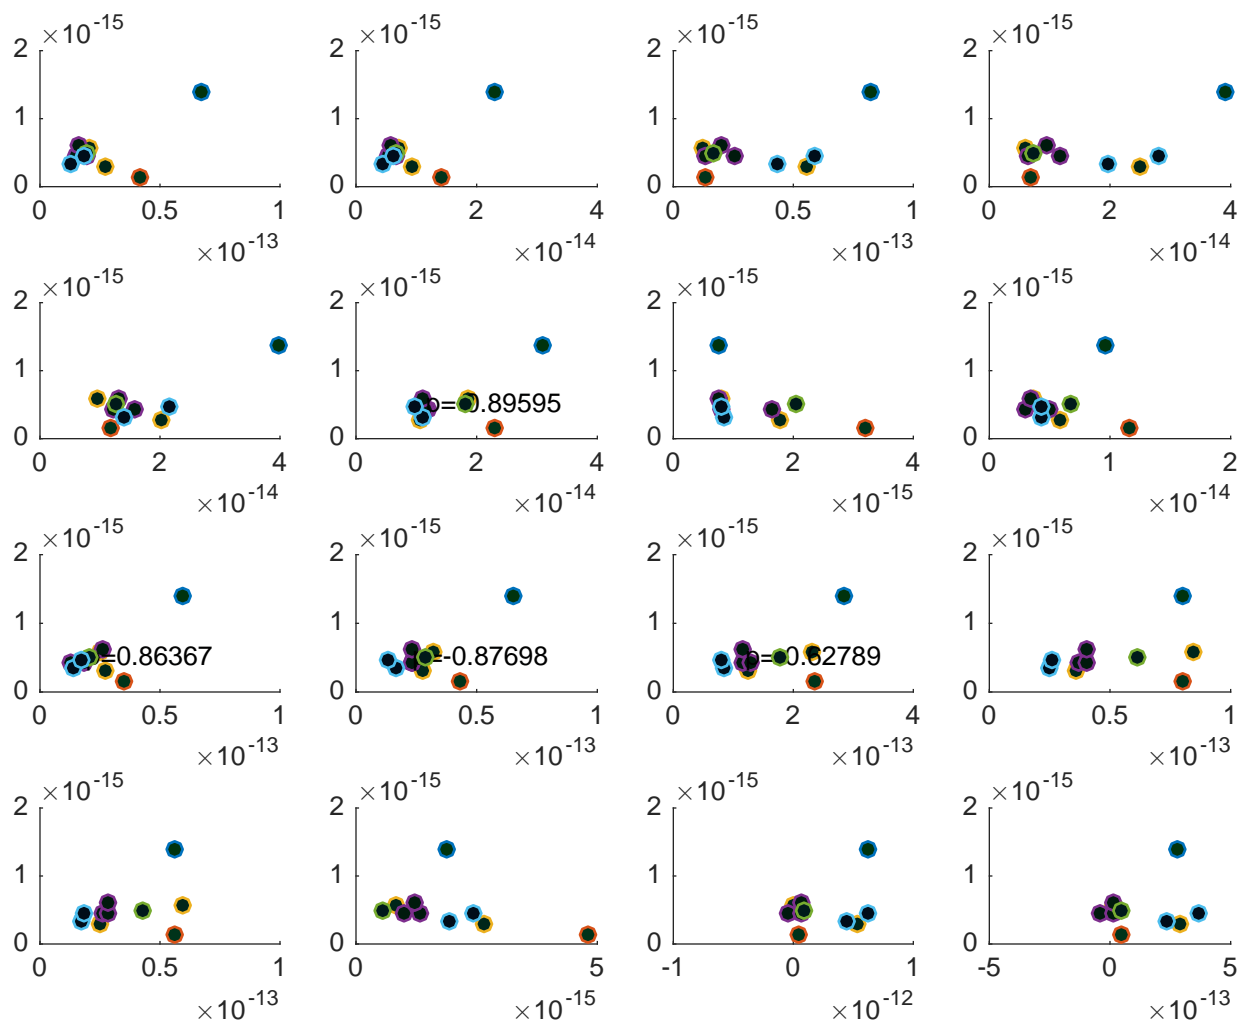 ×10-15 ×10-15 ×10-15 ×10-15
2 2 2 2
1 1 1 1
0 0 0 0
0 0.5 1 0 2 4 0 0.5 1 0 2 4
×10-13 ×10-14 ×10-13 ×10-14
×10-15 ×10-15 ×10-15 ×10-15
2 2 2 2
1 1 1 1
0.89595
0 0 0 0
0 2 4 0 2 4 0 2 4 0 1 2
×10-14 ×10-14 ×10-15 ×10-14
×10-15 ×10-15 ×10-15 ×10-15
2 2 2 2
1 1 1 1
=0.86367 =-0.87698 0.62789
0 0 0 0
0 0.5 1 0 0.5 1 0 2 4 0 0.5 1
×10-13 ×10-13 ×10-13 ×10-13
×10-15 ×10-15 ×10-15 ×10-15
2 2 2 2
1 1 1 1
0 0 0 0
0 0.5 1 0 5 -1 0 1 -5 0 5
×10-13 ×10-15 ×10-12 ×10-13